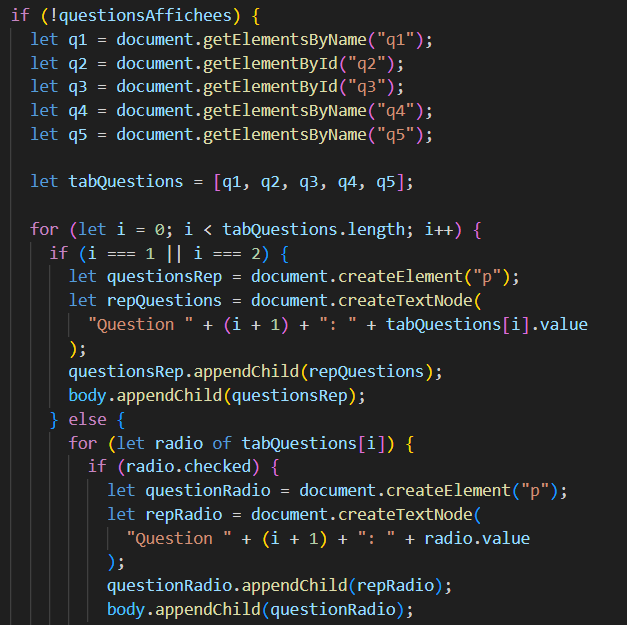 if (!questionsAffichees) {
let q1 = document.getElementsByName("q1");
let q2 = document.getElementById("q2");
let q3 = document.getElementById("q3");
let q4 = document.getElementsByName("q4");
let q5 = document.getElementsByName("q5");
let tabQuestions = [q1, q2, q3, q4, q5];
for (let i = 0; i < tabQuestions.length; i++) {
if (i === 1 || i === 2) {
let questionsRep = document.createElement("p");
let repQuestions = document.createTextNode(
"Question " + (i + 1) + ": " + tabQuestions[i].value
);
questionsRep.appendChild(repQuestions);
body.appendChild(questionsRep);
} else {
for (let radio of tabQuestions[i]) {
if (radio.checked) {
let questionRadio = document.createElement("p");
let repRadio = document.createTextNode(
"Question " + (i + 1) + ": " + radio.value
);
questionRadio.appendChild(repRadio);
body.appendChild(questionRadio);